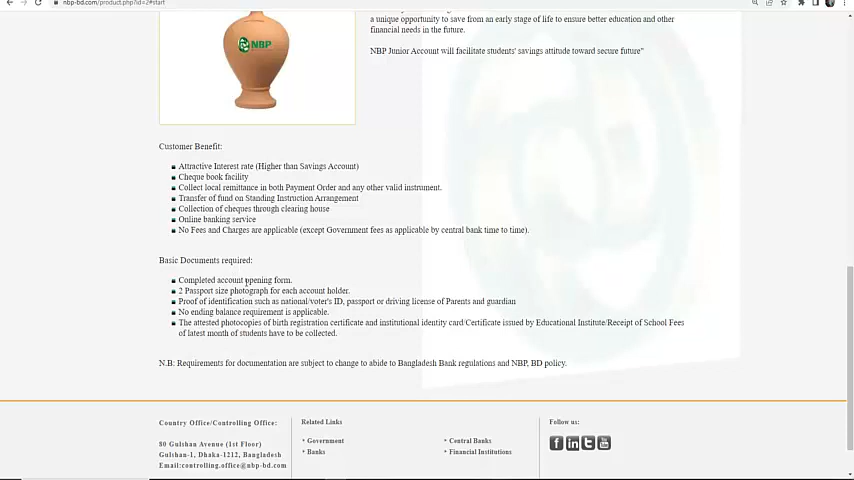 nbp-bd.com/product.php?id=2#start
a unique opportunity to save from an early stage of life to ensure better education and other
financial needs in the future.
NBP Junior Account will facilitate students' savings attitude toward secure future"
NBP
Customer Benefit:
Attractive Interest rate (Higher than Savings Account)
Cheque book facility
Collect local remittance in both Payment Order and any other valid instrument.
Transfer of fund on Standing Instruction Arrangement
Collection of cheques through clearing house
Online banking service
No Fees and Charges are applicable (except Government fees as applicable by central bank time to time).
Basic Documents required:
Completed account opening form.
2 Passport size photograph for each account holder.
Proof of identification such as national/voter's ID, passport or driving license of Parents and guardian
No ending balance requirement is applicable.
The attested photocopies of birth registration certificate and institutional identity card/Certificate issued by Educational Institute/Receipt of School Fees
of latest month of students have to be collected.
N.B: Requirements for documentation are subject to change to abide to Bangladesh Bank regulations and NBP, BD policy.
Country Office/Controlling Office:
80 Gulshan Avenue (1st Floor)
Gulshan-1, Dhaka-1212, Bangladesh
Email:controlling.office@nbp-bd.com
Related Links
Government
Banks
Central Banks
Financial Institutions
Follow us: